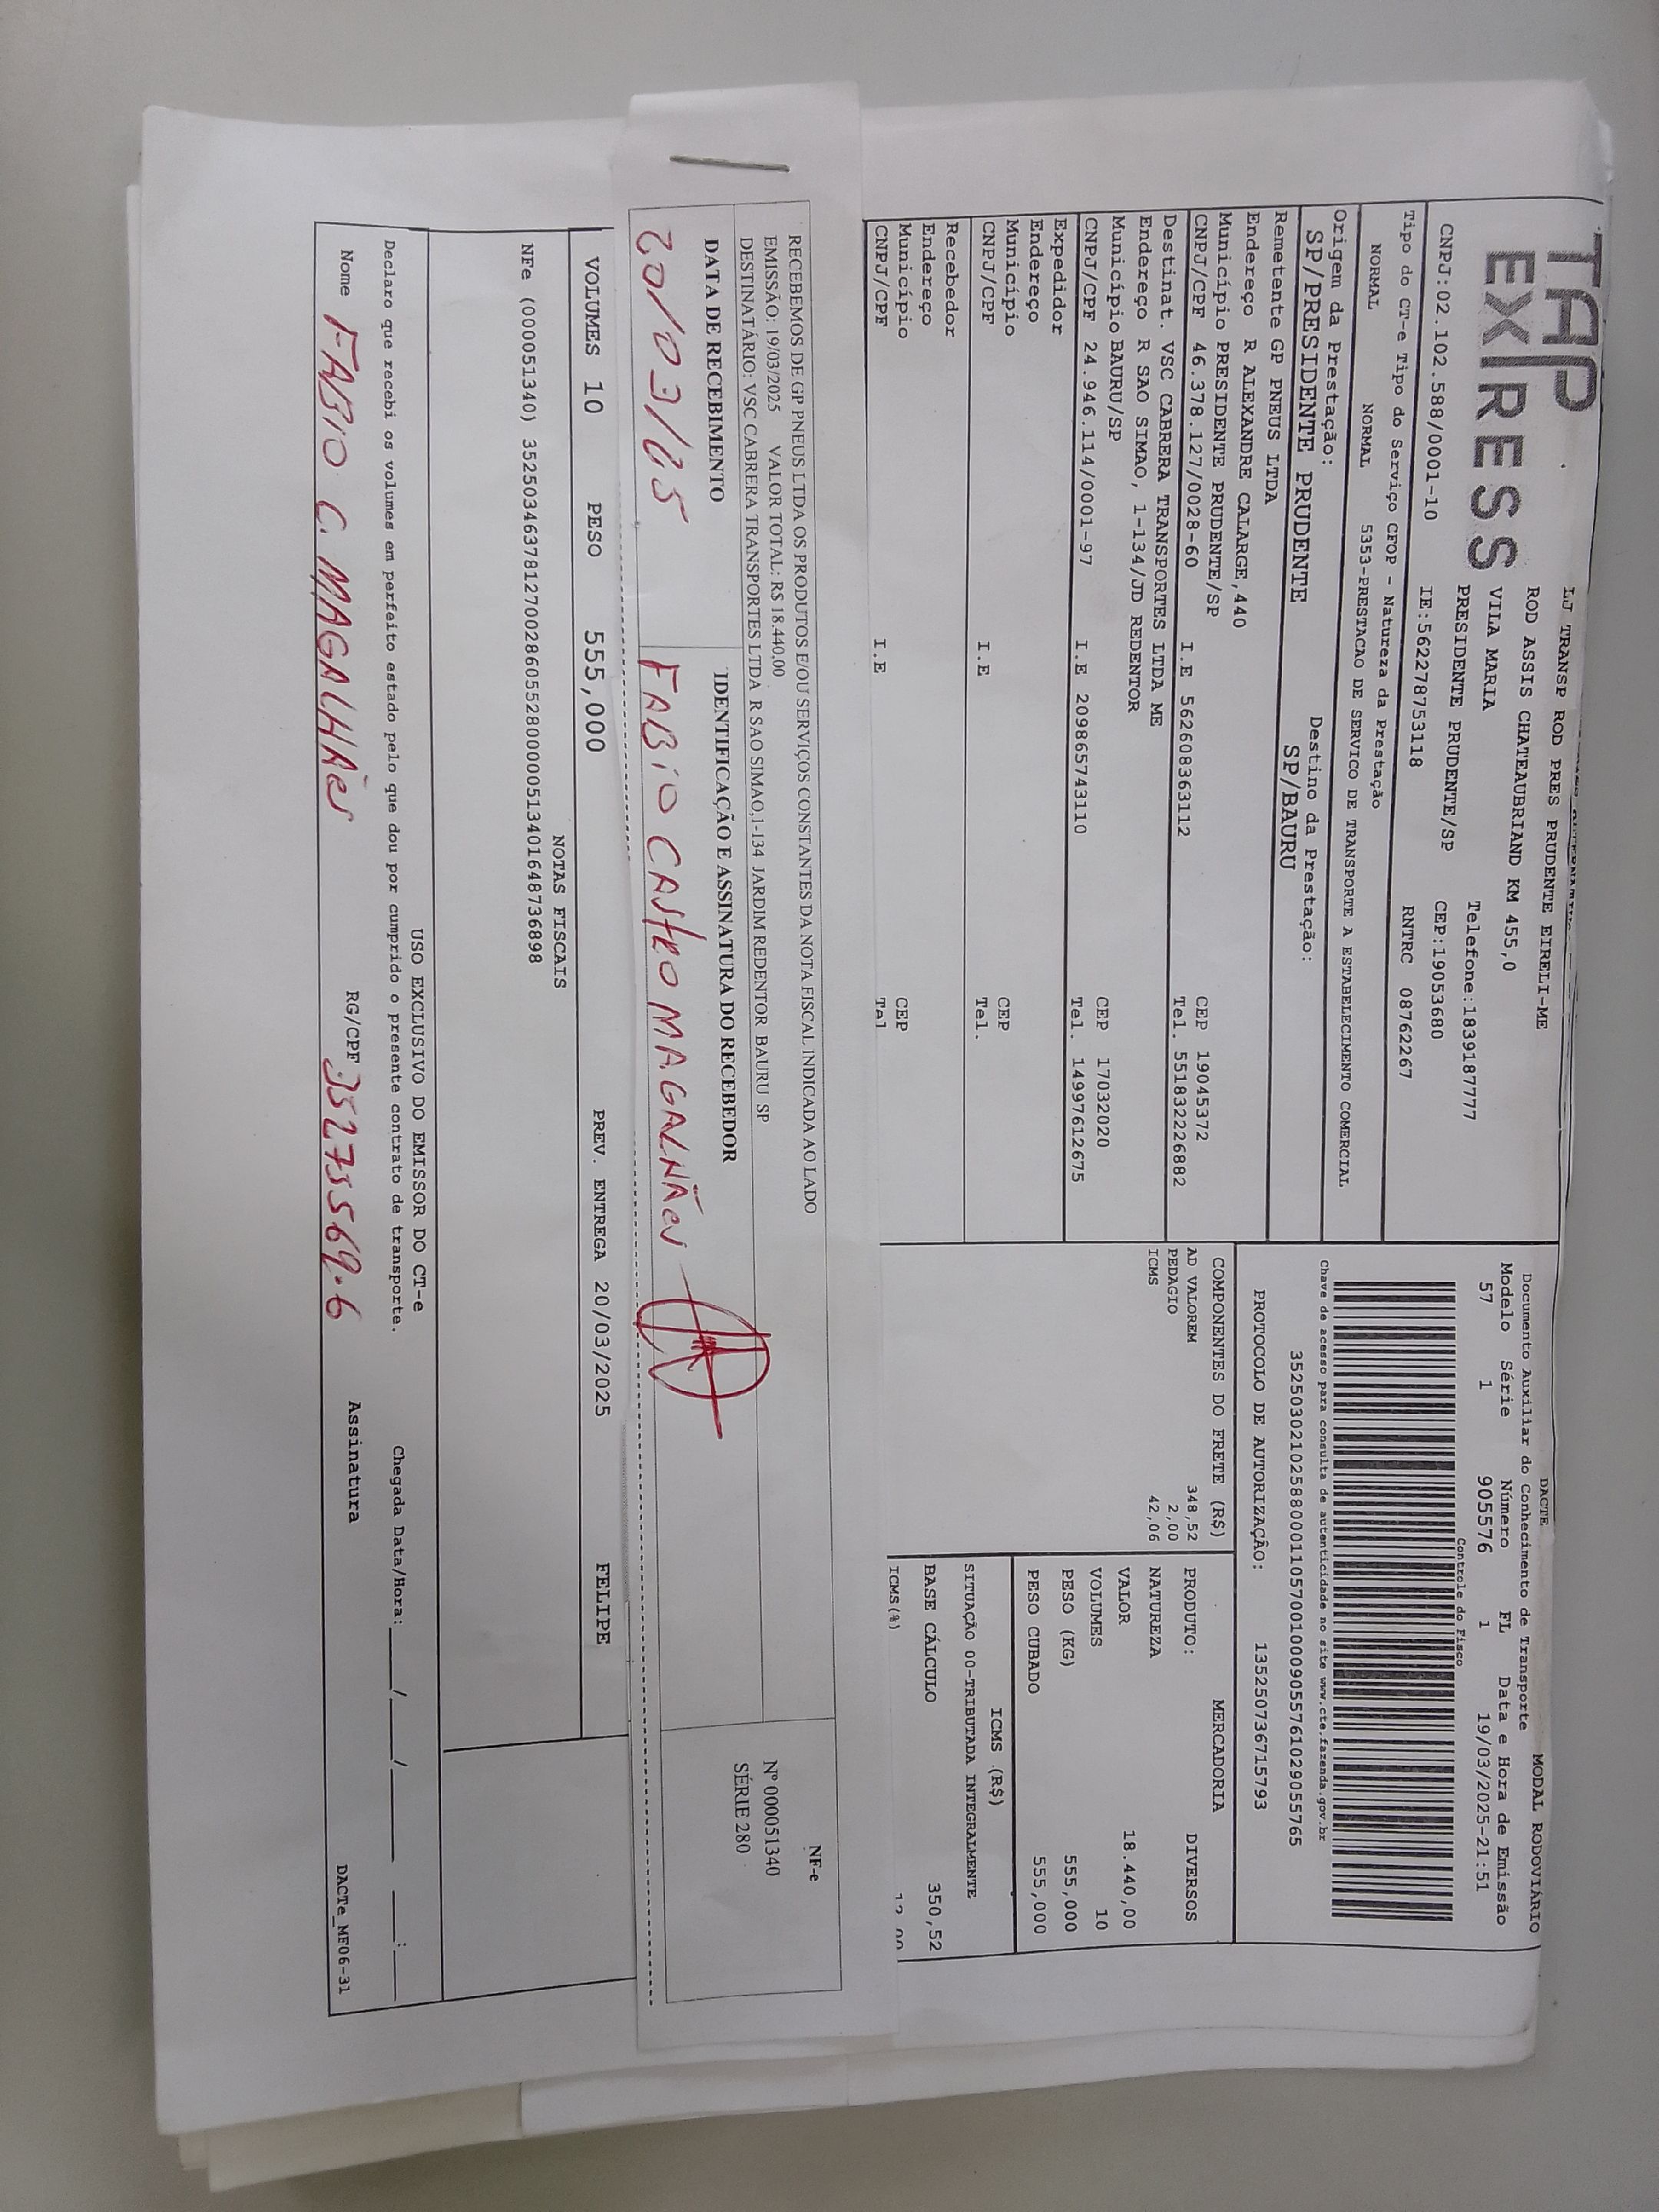 TAP
EXPRESS
LJ TRANSP ROD PRES PRUDENTE EIRELI-ME
ROD ASSIS CHATEAUBRIAND KM 455,0
VILA MARIA
PRESIDENTE PRUDENTE/SP
Telefone:1839187777
CEP:19053680
CNPJ:02.102.588/0001-10 IE:562278753118 RNTRC 08762267
Tipo do CT-e Tipo do Serviço CFOP - Natureza da Prestação
NORMAL NORMAL 5353-PRESTACAO DE SERVICO DE TRANSPORTE A ESTABELECIMENTO COMERCIAL
Origem da Prestação: Destino da Prestação:
SP/PRESIDENTE PRUDENTE SP/BAURU
Remetente GP PNEUS LTDA
Endereço R ALEXANDRE CALARGE,440
Município PRESIDENTE PRUDENTE/SP CEP 19045372
CNPJ/CPF 46.378.127/0028-60 I.E 562608363112 Tel. 551832226882
Destinat. VSC CABRERA TRANSPORTES LTDA ME
Endereço R SAO SIMAO, 1-134/JD REDENTOR
Município BAURU/SP CEP 17032020
CNPJ/CPF 24.946.114/0001-97 I.E 209865743110 Tel. 14997612675
Expedidor
Endereço
Município CEP
CNPJ/CPF I.E Tel.
Recebedor
Endereço
Município CEP
CNPJ/CPF I.E Tel
DACTE MODAL RODOVIÁRIO
Documento Auxiliar do Conhecimento de Transporte
Modelo Série Número FL Data e Hora de Emissão
57 1 905576 1 19/03/2025-21:51
Controle do Fisco
Chave de acesso para consulta de autenticidade no site www.cte.fazenda.gov.br
35250302102588000110570010009055761029055765
PROTOCOLO DE AUTORIZAÇÃO: 135250736715793
COMPONENTES DO FRETE (R$)
AD VALOREM 348,52
PEDAGIO 2,00
ICMS 42,06
MERCADORIA
PRODUTO: DIVERSOS
NATUREZA
VALOR 18.440,00
VOLUMES 10
PESO (KG) 555,000
PESO CUBADO 555,000
ICMS (R$)
SITUAÇÃO 00-TRIBUTADA INTEGRALMENTE
BASE CÁLCULO 350,52
ICMS(%) 12,00
RECEBEMOS DE GP PNEUS LTDA OS PRODUTOS E/OU SERVIÇOS CONSTANTES DA NOTA FISCAL INDICADA AO LADO
EMISSÃO: 19/03/2025 VALOR TOTAL: R$ 18.440,00
DESTINATÁRIO: VSC CABRERA TRANSPORTES LTDA R SAO SIMAO,1-134 JARDIM REDENTOR BAURU SP
DATA DE RECEBIMENTO IDENTIFICAÇÃO E ASSINATURA DO RECEBEDOR
20/03/25 FABIO CASTRO MAGALHÃES
NF-e
Nº 000051340
SÉRIE 280
VOLUMES 10 PESO 555,000 PREV. ENTREGA 20/03/2025 FELIPE
NOTAS FISCAIS
NFe (000051340) 35250346378127002860552800000513401648736898
USO EXCLUSIVO DO EMISSOR DO CT-e
Declaro que recebi os volumes em perfeito estado pelo que dou por cumprido o presente contrato de transporte. Chegada Data/Hora:___/___/____ __:__
Nome FABIO C. MAGALHÃES RG/CPF 35273569-6 Assinatura DACTe_MF06-31